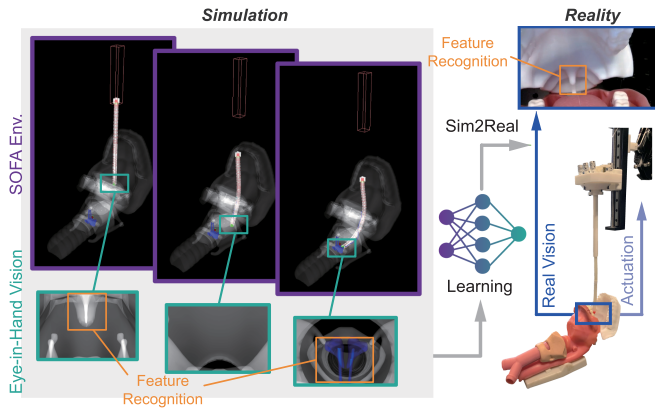 Simulation
Reality
SOFA Env.
Eye-in-Hand Vision
Feature
Recognition
Feature
Recognition
Sim2Real
Learning
Real Vision
Actuation